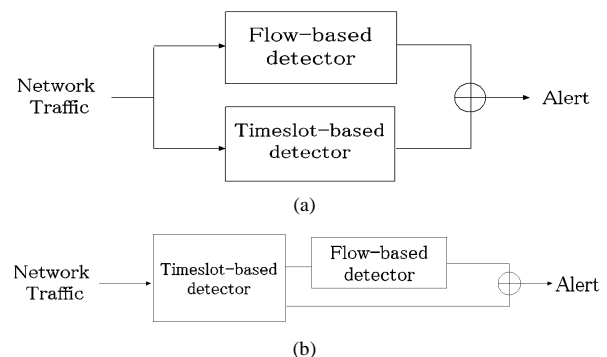 Flow-based
detector
Network
Traffic
Timeslot-based
detector
Alert
(a)
Network
Traffic
Timeslot-based
detector
Flow-based
detector
Alert
(b)